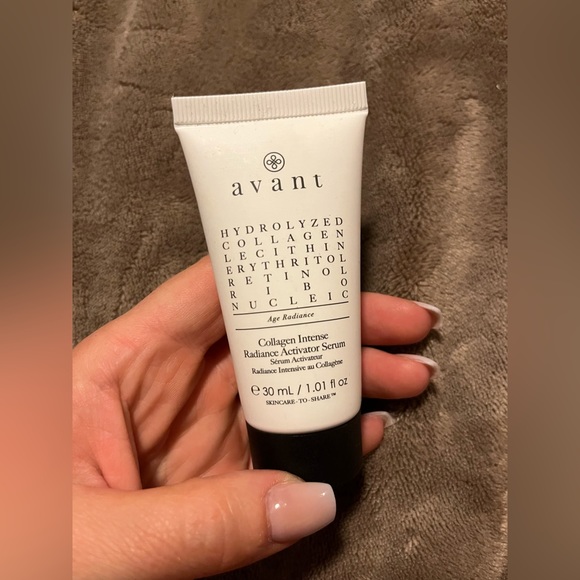 avant
HYDROLYZED
COLLAGEN
LECITHIN
ERYTHRITOL
RETINOL
RIBO
NUCLEIC
Age Radiance
Collagen Intense
Radiance Activator Serum
Sérum Activateur
Radiance Intensive au Collagène
℮ 30 mL / 1.01 fl oz
SKINCARE-TO-SHARE™